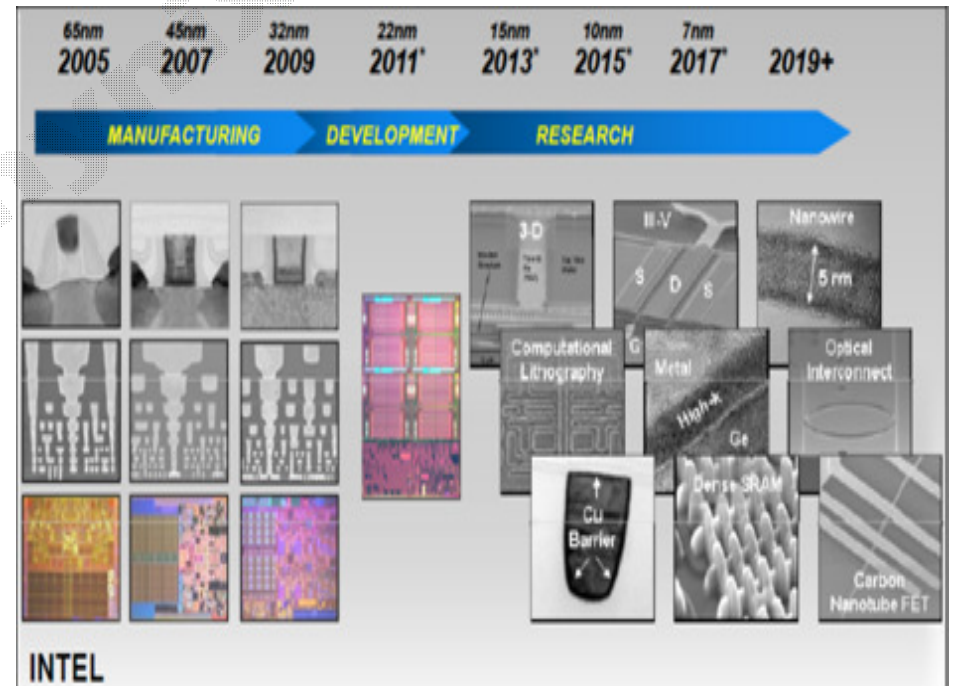 65nm 45nm 32nm 22nm 15nm 10nm 7nm
2005 2007 2009 2011* 2013* 2015* 2017* 2019+
MANUFACTURING DEVELOPMENT RESEARCH
3-D
III-V
S D S
G
Nanowire
5 nm
Computational
Lithography
Metal
High-k
Ge
Optical
Interconnect
Cu
Barrier
Dense SRAM
Carbon
Nanotube FET
INTEL